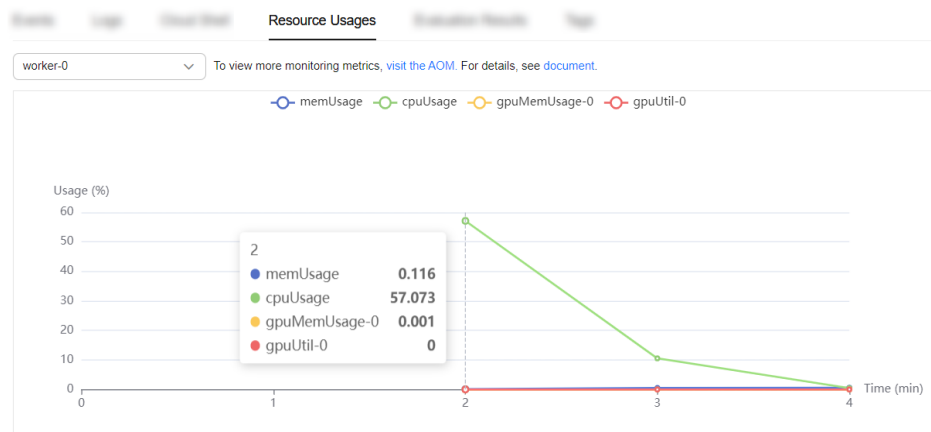 Resource Usages
worker-0
To view more monitoring metrics, visit the AOM. For details, see document.
memUsage cpuUsage gpuMemUsage-0 gpuUtil-0
Usage (%)
60
50
40
30
20
10
0
2
memUsage 0.116
cpuUsage 57.073
gpuMemUsage-0 0.001
gpuUtil-0 0
0 1 2 3 4
Time (min)